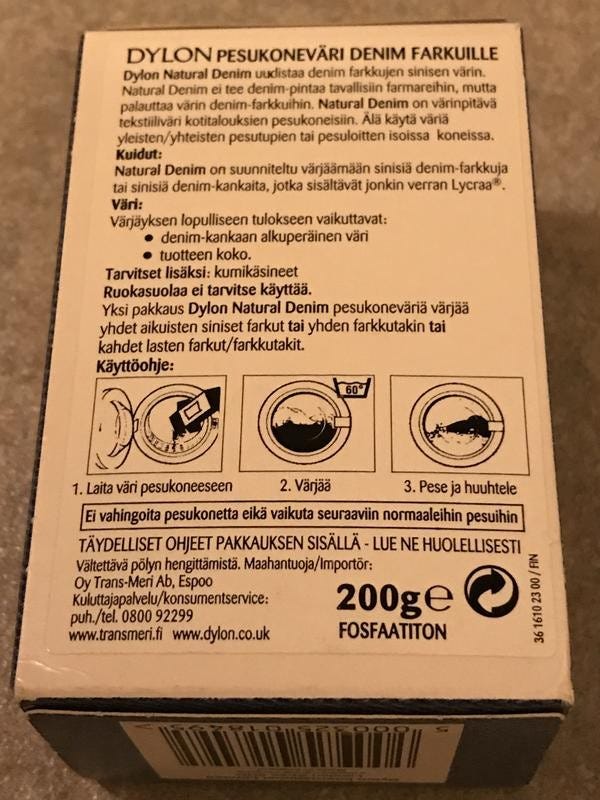 DYLON PESUKONEVÄRI DENIM FARKUILLE
Dylon Natural Denim uudistaa denim farkkujen sinisen värin.
Natural Denim ei tee denim-pintaa tavallisiin farmareihin, mutta
palauttaa värin denim-farkkuihin. Natural Denim on värinpitävä
tekstiiliväri kotitalouksien pesukoneisiin. Älä käytä väriä
yleisten/yhteisten pesutupien tai pesuloitten isoissa koneissa.
Kuidut:
Natural Denim on suunniteltu värjäämään sinisiä denim-farkkuja
tai sinisiä denim-kankaita, jotka sisältävät jonkin verran Lycraa®.
Väri:
Värjäyksen lopulliseen tulokseen vaikuttavat:
• denim-kankaan alkuperäinen väri
• tuotteen koko.
Tarvitset lisäksi: kumikäsineet
Ruokasuolaa ei tarvitse käyttää.
Yksi pakkaus Dylon Natural Denim pesukoneväriä värjää
yhdet aikuisten siniset farkut tai yhden farkkutakin tai
kahdet lasten farkut/farkkutakit.
Käyttöohje:
60°
1. Laita väri pesukoneeseen
2. Värjää
3. Pese ja huuhtele
Ei vahingoita pesukonetta eikä vaikuta seuraaviin normaaleihin pesuihin
TÄYDELLISET OHJEET PAKKAUKSEN SISÄLLÄ - LUE NE HUOLELLISESTI
Vältettävä pölyn hengittämistä. Maahantuoja/Importör:
Oy Trans-Meri Ab, Espoo
Kuluttajapalvelu/konsumentservice:
puh./tel. 0800 92299
www.transmeri.fi www.dylon.co.uk
200g e
FOSFAATITON
36 1610 23 00 / FIN